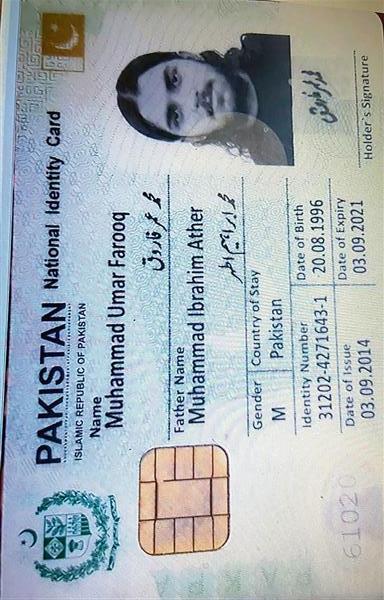 PAKISTAN National Identity Card
ISLAMIC REPUBLIC OF PAKISTAN
Name
Muhammad Umar Farooq
محمد عمر فاروق
Father Name
Muhammad Ibrahim Ather
محمد ابراہیم اطہر
Gender
Country of Stay
M
Pakistan
Identity Number
Date of Birth
31202-4271643-1
20.08.1996
Date of Issue
Date of Expiry
03.09.2014
03.09.2021
Holder's Signature
61020